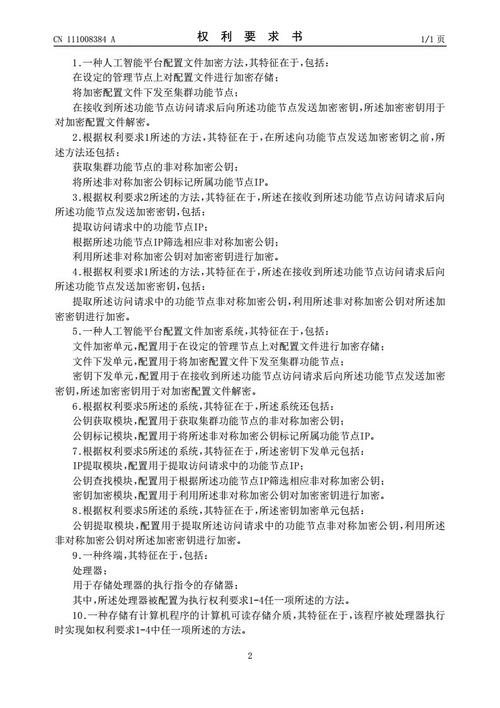 CN 111008384 A
权利要求书
1/1 页
1.一种人工智能平台配置文件加密方法,其特征在于,包括:
在设定的管理节点上对配置文件进行加密存储;
将加密配置文件下发至集群功能节点;
在接收到所述功能节点访问请求后向所述功能节点发送加密密钥,所述加密密钥用于
对加密配置文件解密。
2.根据权利要求1所述的方法,其特征在于,在所述向功能节点发送加密密钥之前,所
述方法还包括:
获取集群功能节点的非对称加密公钥;
将所述非对称加密公钥标记所属功能节点IP。
3.根据权利要求2所述的方法,其特征在于,所述在接收到所述功能节点访问请求后向
所述功能节点发送加密密钥,包括:
提取访问请求中的功能节点IP;
根据所述功能节点IP筛选相应非对称加密公钥;
利用所述非对称加密公钥对加密密钥进行加密。
4.根据权利要求1所述的方法,其特征在于,所述在接收到所述功能节点访问请求后向
所述功能节点发送加密密钥,包括:
提取所述访问请求中的功能节点非对称加密公钥,利用所述非对称加密公钥对所述加
密密钥进行加密。
5.一种人工智能平台配置文件加密系统,其特征在于,包括:
文件加密单元,配置用于在设定的管理节点上对配置文件进行加密存储;
文件下发单元,配置用于将加密配置文件下发至集群功能节点;
密钥下发单元,配置用于在接收到所述功能节点访问请求后向所述功能节点发送加密
密钥,所述加密密钥用于对加密配置文件解密。
6.根据权利要求5所述的系统,其特征在于,所述系统还包括:
公钥获取模块,配置用于获取集群功能节点的非对称加密公钥;
公钥标记模块,配置用于将所述非对称加密公钥标记所属功能节点IP。
7.根据权利要求5所述的系统,其特征在于,所述密钥下发单元包括:
IP提取模块,配置用于提取访问请求中的功能节点IP;
公钥查找模块,配置用于根据所述功能节点IP筛选相应非对称加密公钥;
密钥加密模块,配置用于利用所述非对称加密公钥对加密密钥进行加密。
8.根据权利要求5所述的系统,其特征在于,所述密钥加密单元包括:
公钥提取模块,配置用于提取所述访问请求中的功能节点非对称加密公钥,利用所述
非对称加密公钥对所述加密密钥进行加密。
9.一种终端,其特征在于,包括:
处理器;
用于存储处理器的执行指令的存储器;
其中,所述处理器被配置为执行权利要求1-4任一项所述的方法。
10.一种存储有计算机程序的计算机可读存储介质,其特征在于,该程序被处理器执行
时实现如权利要求1-4中任一项所述的方法。
2